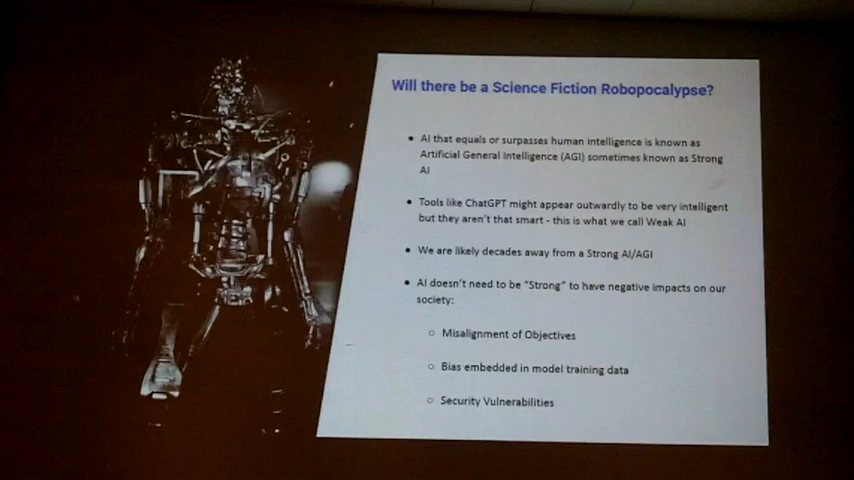 Will there be a Science Fiction Robopocalypse?
• AI that equals or surpasses human intelligence is known as
Artificial General Intelligence (AGI) sometimes known as Strong
AI
• Tools like ChatGPT might appear outwardly to be very intelligent
but they aren't that smart - this is what we call Weak AI
• We are likely decades away from a Strong AI/AGI
• AI doesn't need to be "Strong" to have negative impacts on our
society:
○ Misalignment of Objectives
○ Bias embedded in model training data
○ Security Vulnerabilities